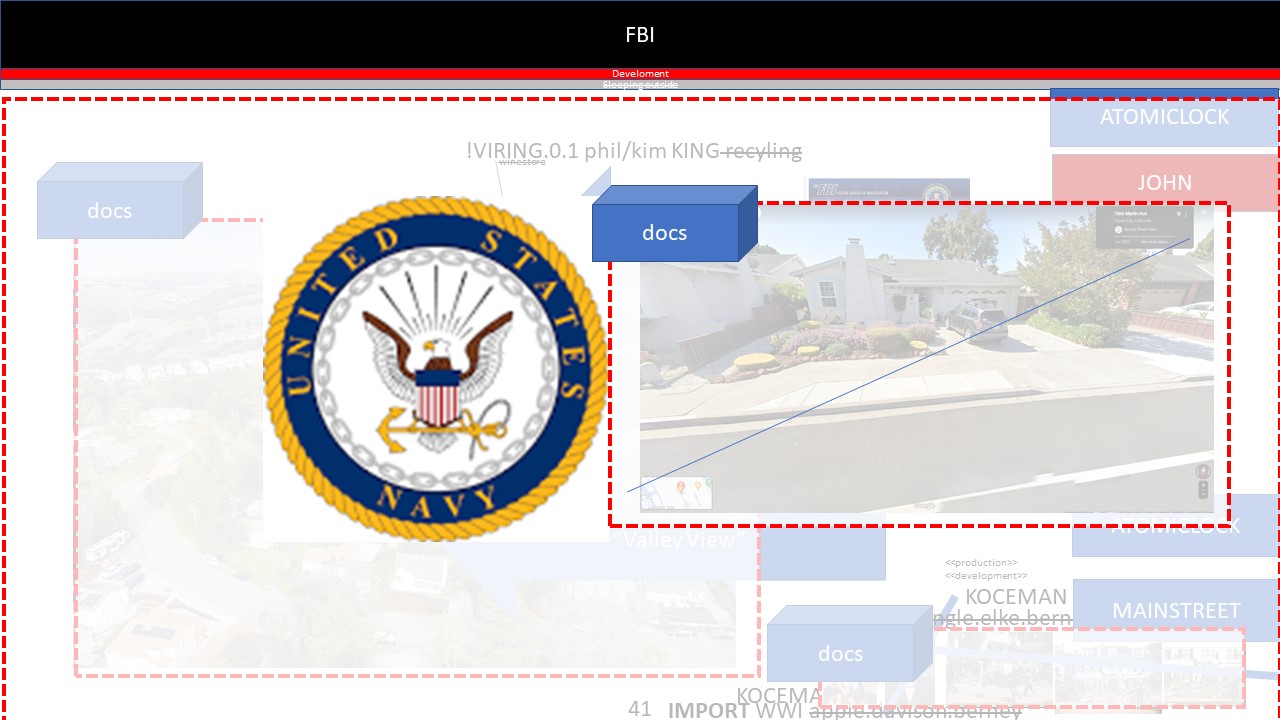 FBI
Develoment
Sleeping outside
ATOMICLOCK
!VIRING.0.1 phil/kim KING recyling
winestore
JOHN
docs
docs
UNITED STATES
NAVY
"Valley View"
ATOMICLOCK
<<production>>
<<development>>
KOCEMAN
ngle.elke.bern
MAINSTREET
docs
KOCEMA
41
IMPORT WWI apple.davison.berney